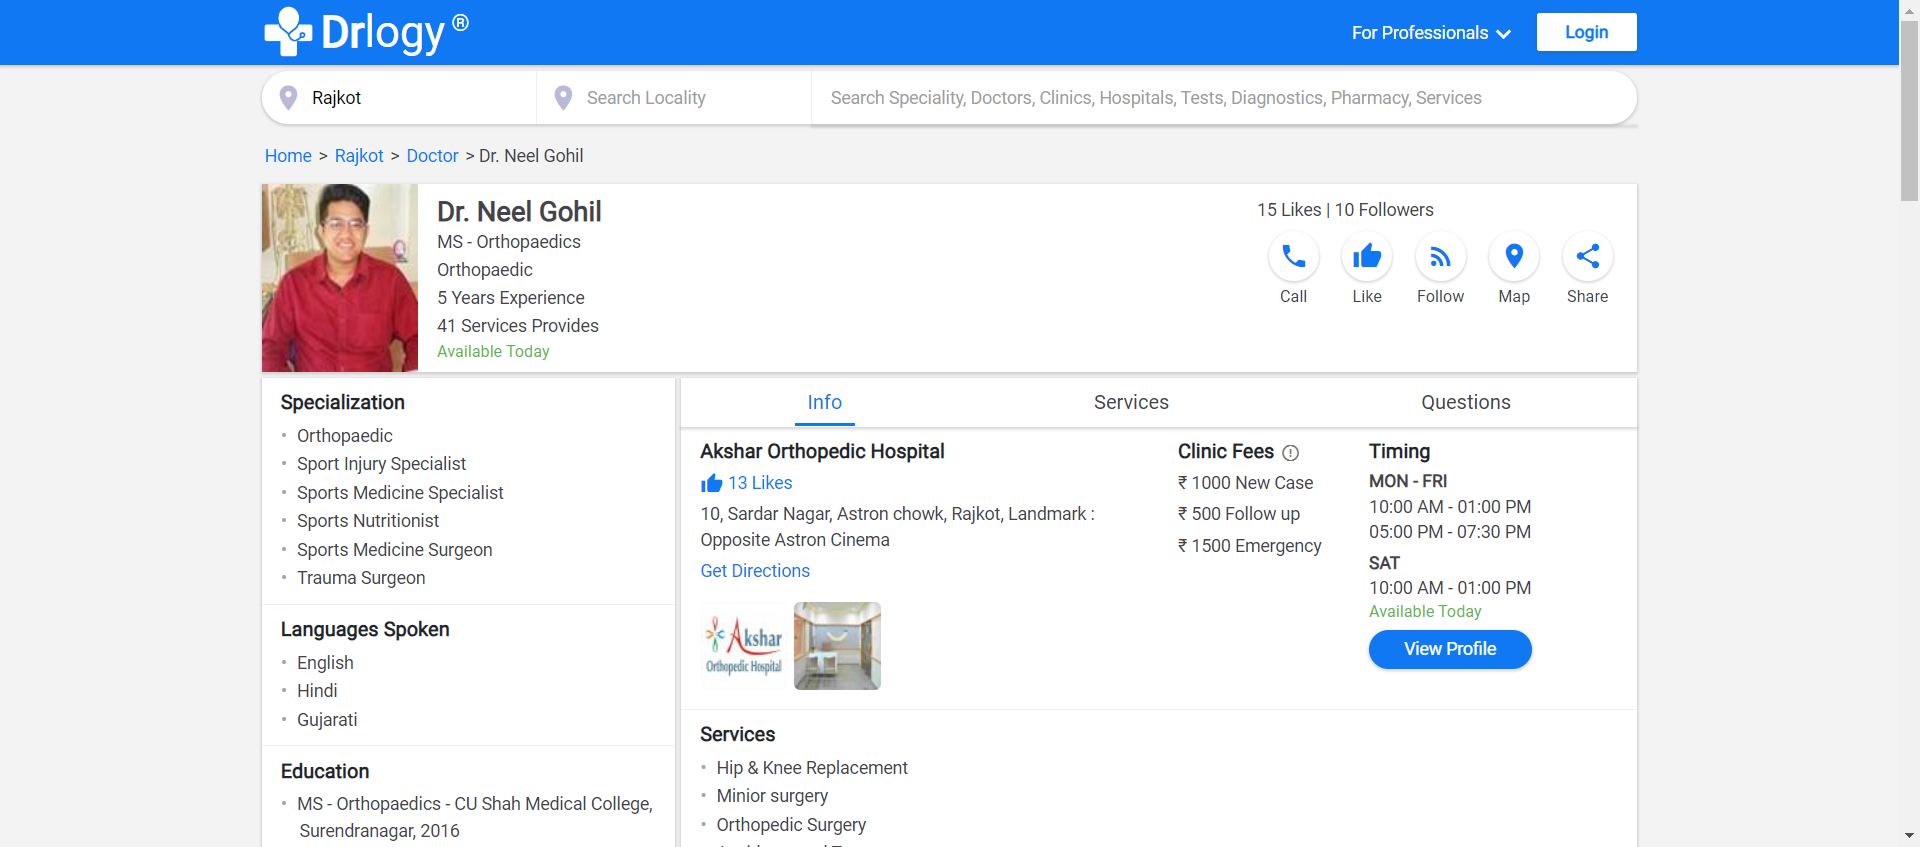 Drlogy ®
For Professionals
Login
Rajkot
Search Locality
Search Speciality, Doctors, Clinics, Hospitals, Tests, Diagnostics, Pharmacy, Services
Home > Rajkot > Doctor > Dr. Neel Gohil
Dr. Neel Gohil
MS - Orthopaedics
Orthopaedic
5 Years Experience
41 Services Provides
Available Today
15 Likes | 10 Followers
Call
Like
Follow
Map
Share
Specialization
Orthopaedic
Sport Injury Specialist
Sports Medicine Specialist
Sports Nutritionist
Sports Medicine Surgeon
Trauma Surgeon
Languages Spoken
English
Hindi
Gujarati
Education
MS - Orthopaedics - CU Shah Medical College,
Surendranagar, 2016
Info
Services
Questions
Akshar Orthopedic Hospital
13 Likes
10, Sardar Nagar, Astron chowk, Rajkot, Landmark :
Opposite Astron Cinema
Get Directions
Akshar
Orthopedic Hospital
Clinic Fees
₹ 1000 New Case
₹ 500 Follow up
₹ 1500 Emergency
Timing
MON - FRI
10:00 AM - 01:00 PM
05:00 PM - 07:30 PM
SAT
10:00 AM - 01:00 PM
Available Today
View Profile
Services
Hip & Knee Replacement
Minior surgery
Orthopedic Surgery